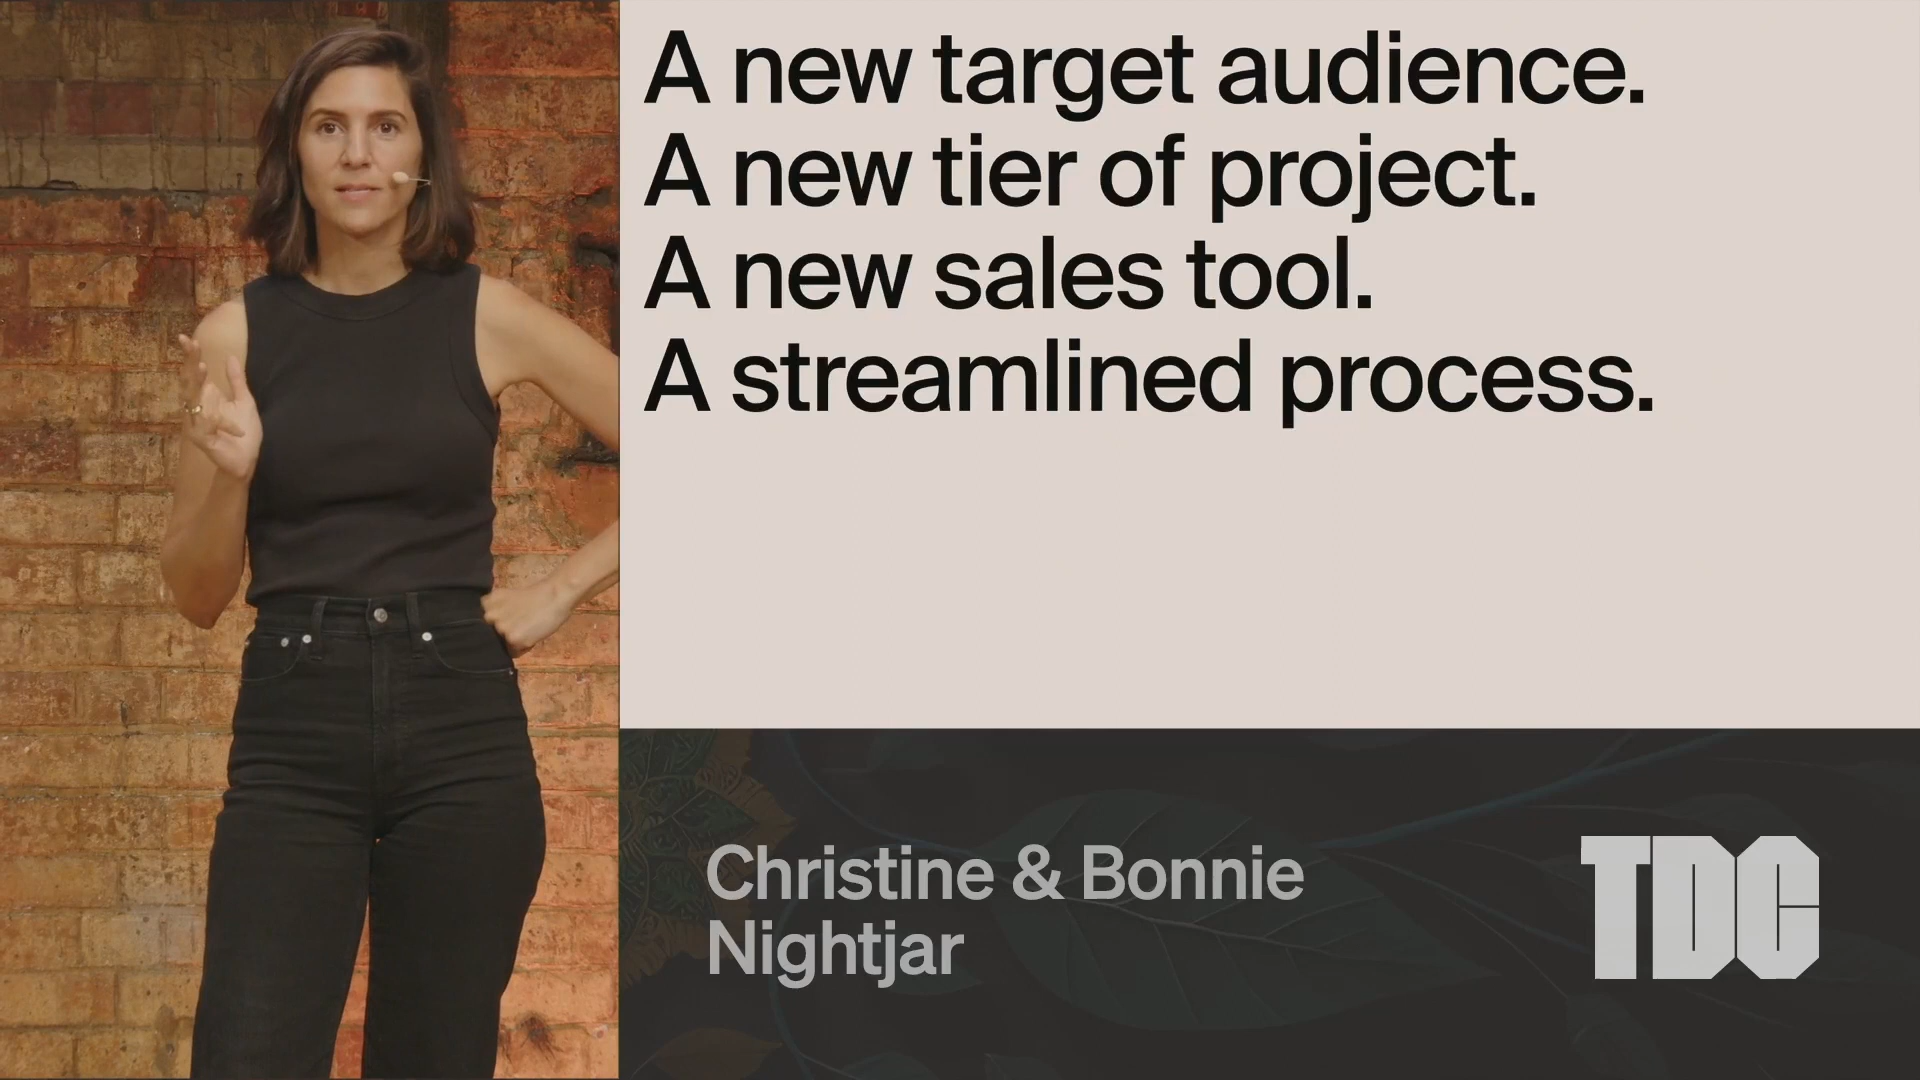 A new target audience.
A new tier of project.
A new sales tool.
A streamlined process.
Christine & Bonnie
Nightjar
TDC